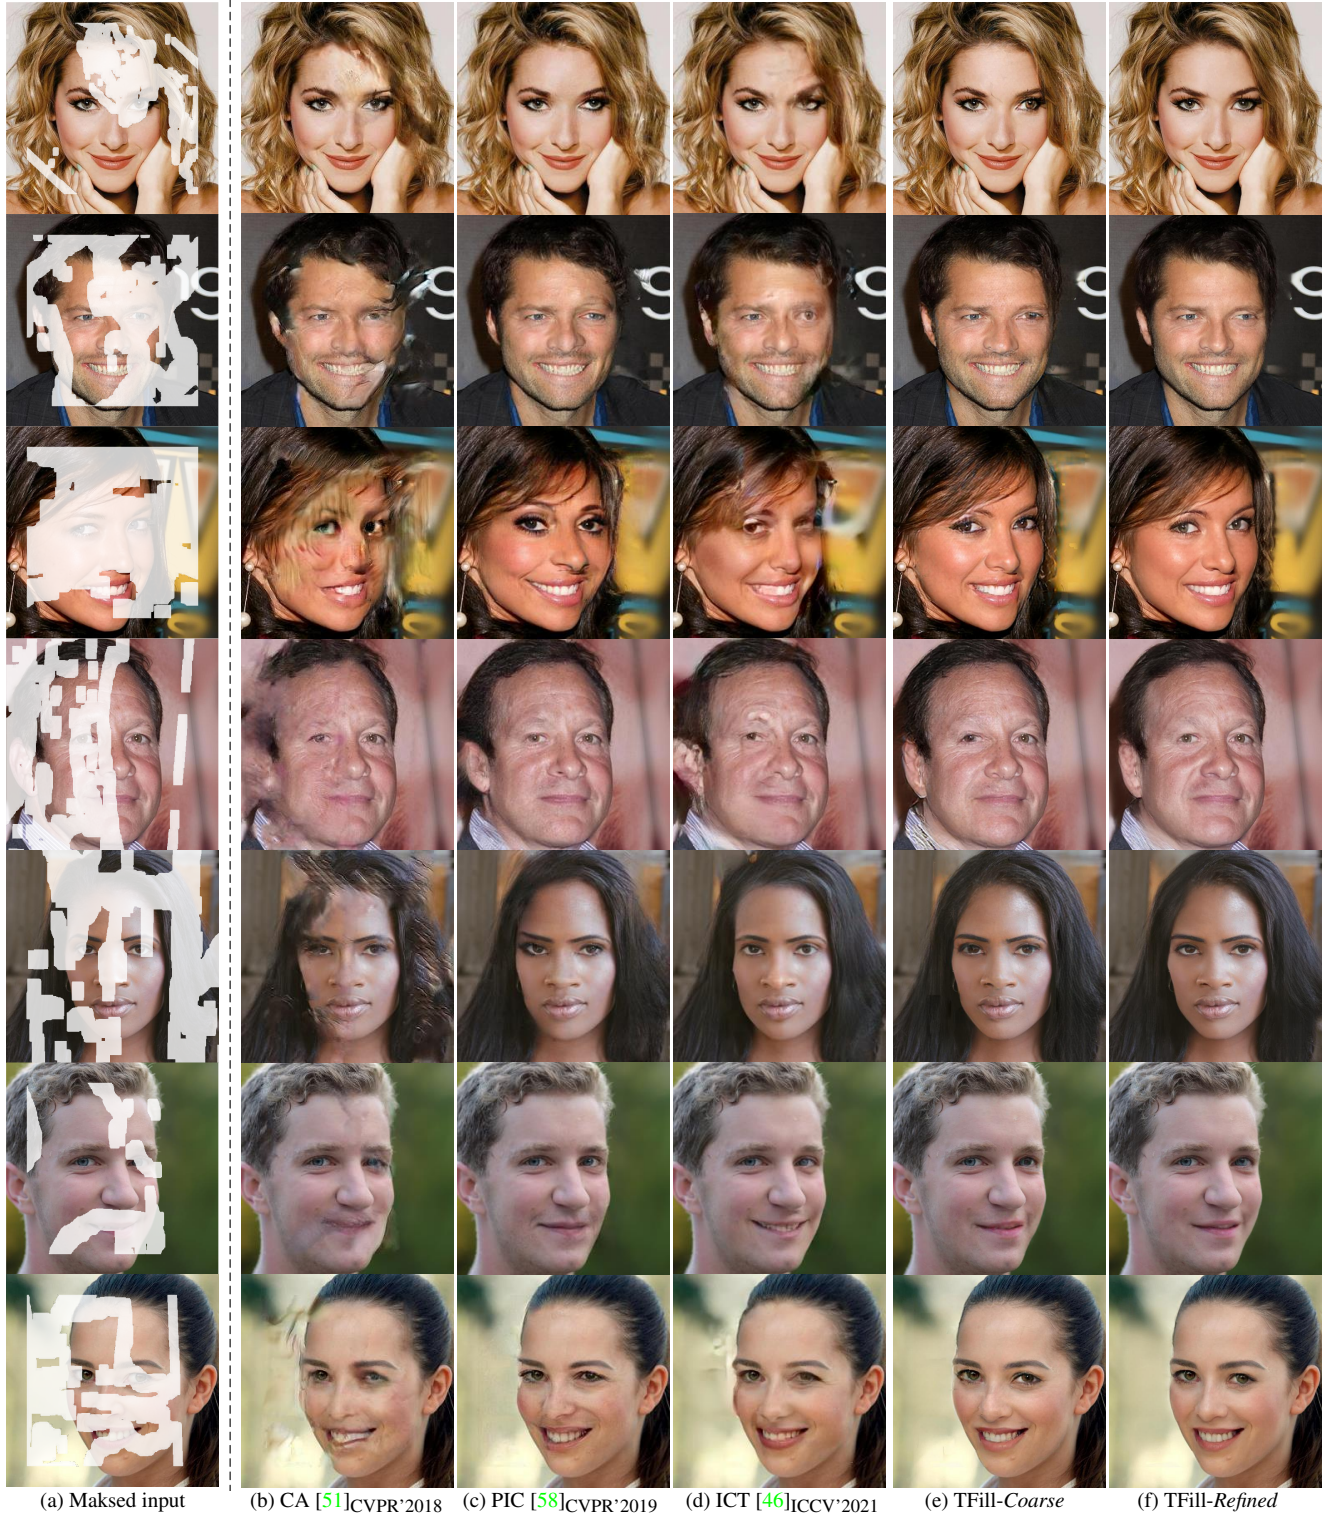 (a) Maksed input
(b) CA [51]CVPR'2018
(c) PIC [58]CVPR'2019
(d) ICT [46]ICCV'2021
(e) TFill-Coarse
(f) TFill-Refined